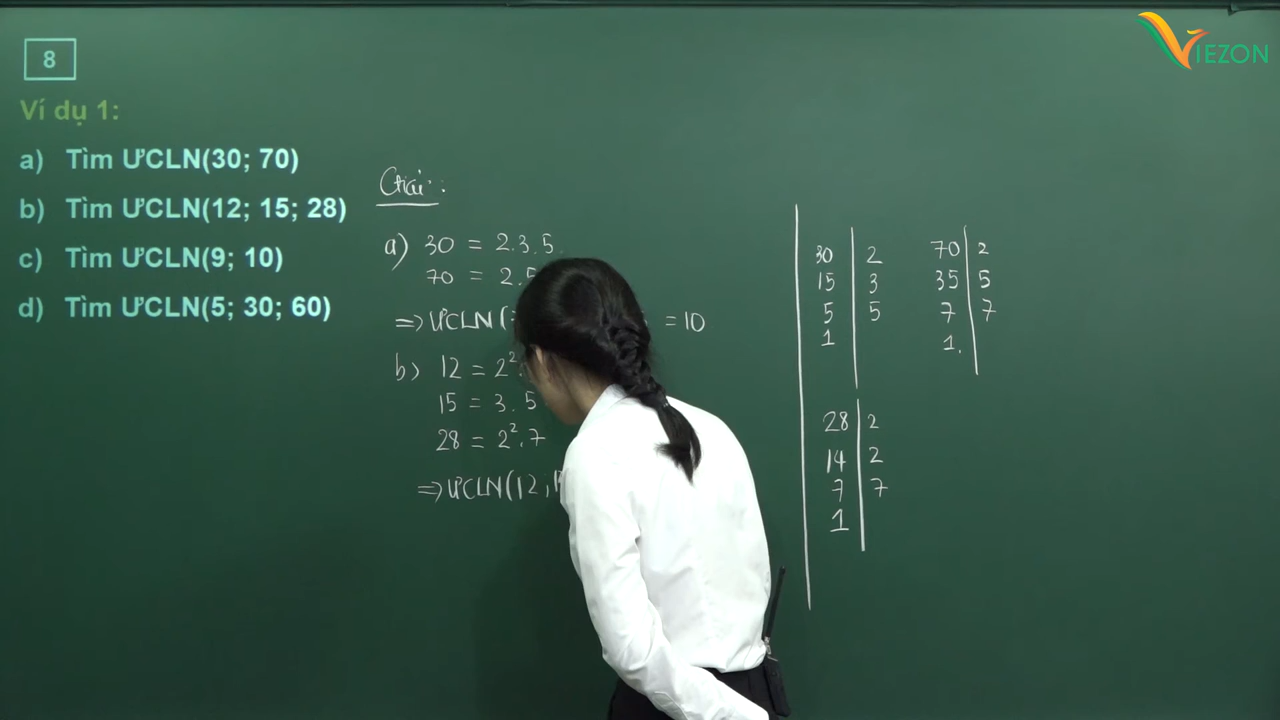 8
VIEZON
Ví dụ 1:
a) Tìm ƯCLN(30; 70)
b) Tìm ƯCLN(12; 15; 28)
c) Tìm ƯCLN(9; 10)
d) Tìm ƯCLN(5; 30; 60)
Giải:
a) 30 = 2.3.5.
70 = 2.5
=> ƯCLN( = 10
b) 12 = 2².
15 = 3.5
28 = 2².7
=> ƯCLN(12, 1
30 2
15 3
5 5
1
70 2
35 5
7 7
1.
28 2
14 2
7 7
1